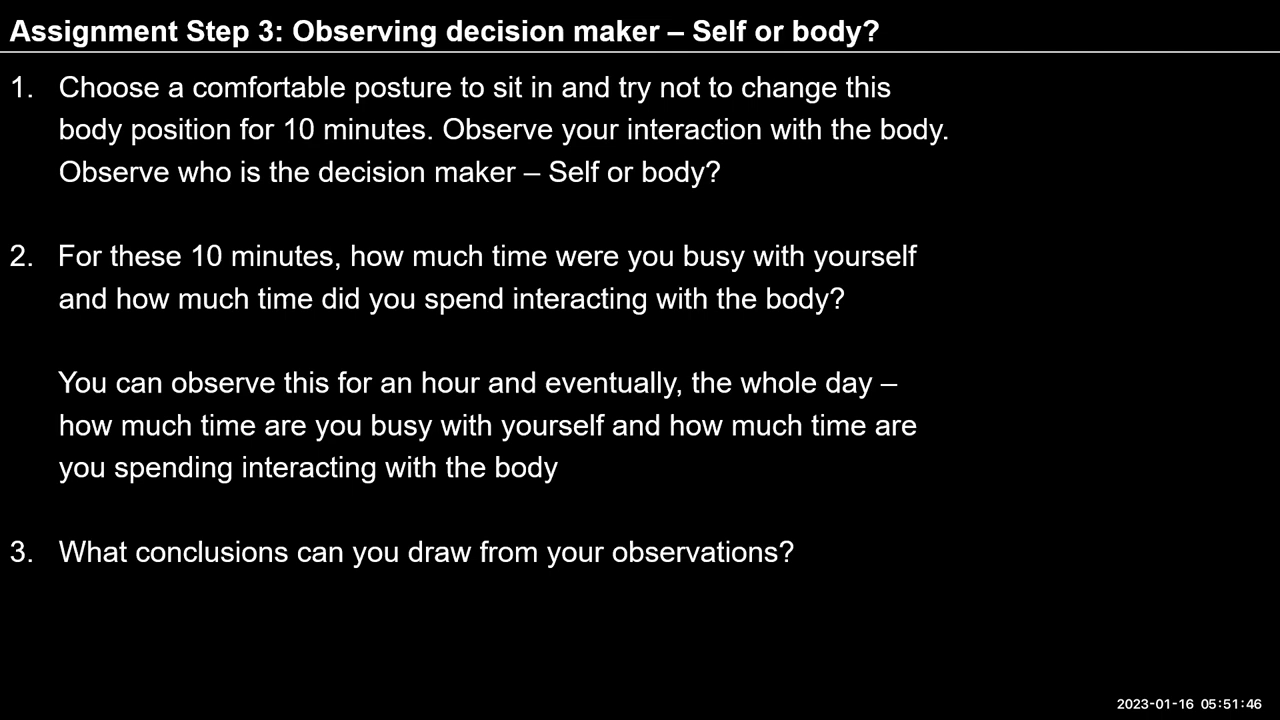 Assignment Step 3: Observing decision maker – Self or body?
1. Choose a comfortable posture to sit in and try not to change this
body position for 10 minutes. Observe your interaction with the body.
Observe who is the decision maker – Self or body?
2. For these 10 minutes, how much time were you busy with yourself
and how much time did you spend interacting with the body?
You can observe this for an hour and eventually, the whole day –
how much time are you busy with yourself and how much time are
you spending interacting with the body
3. What conclusions can you draw from your observations?
2023-01-16 05:51:46